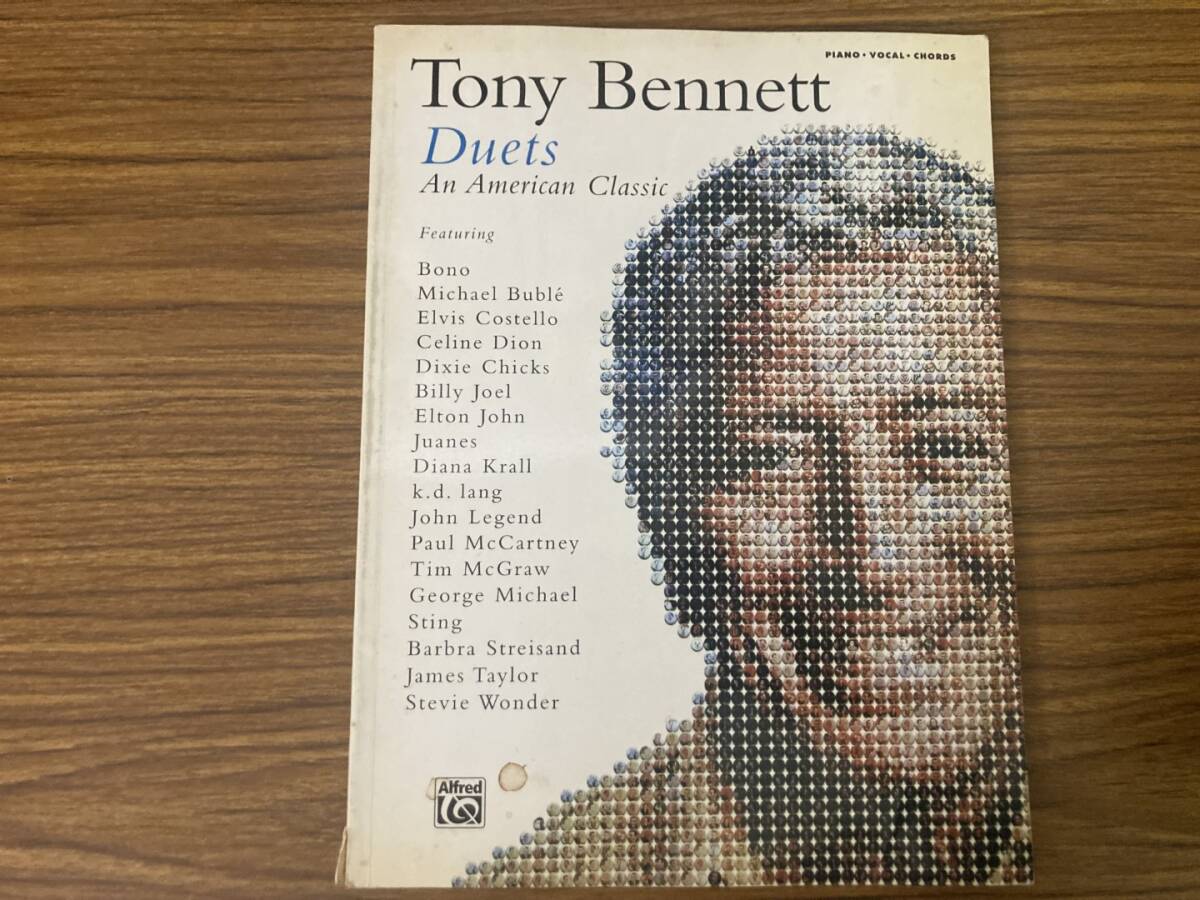 PIANO • VOCAL • CHORDS
Tony Bennett
Duets
An American Classic
Featuring
Bono
Michael Bublé
Elvis Costello
Celine Dion
Dixie Chicks
Billy Joel
Elton John
Juanes
Diana Krall
k.d. lang
John Legend
Paul McCartney
Tim McGraw
George Michael
Sting
Barbra Streisand
James Taylor
Stevie Wonder
Alfred